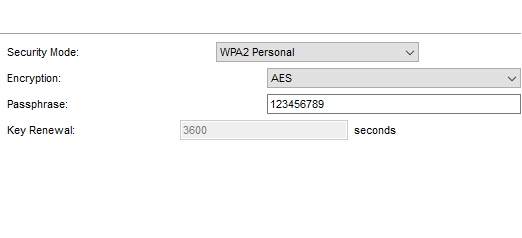 Security Mode: WPA2 Personal
Encryption: AES
Passphrase: 123456789
Key Renewal: 3600 seconds